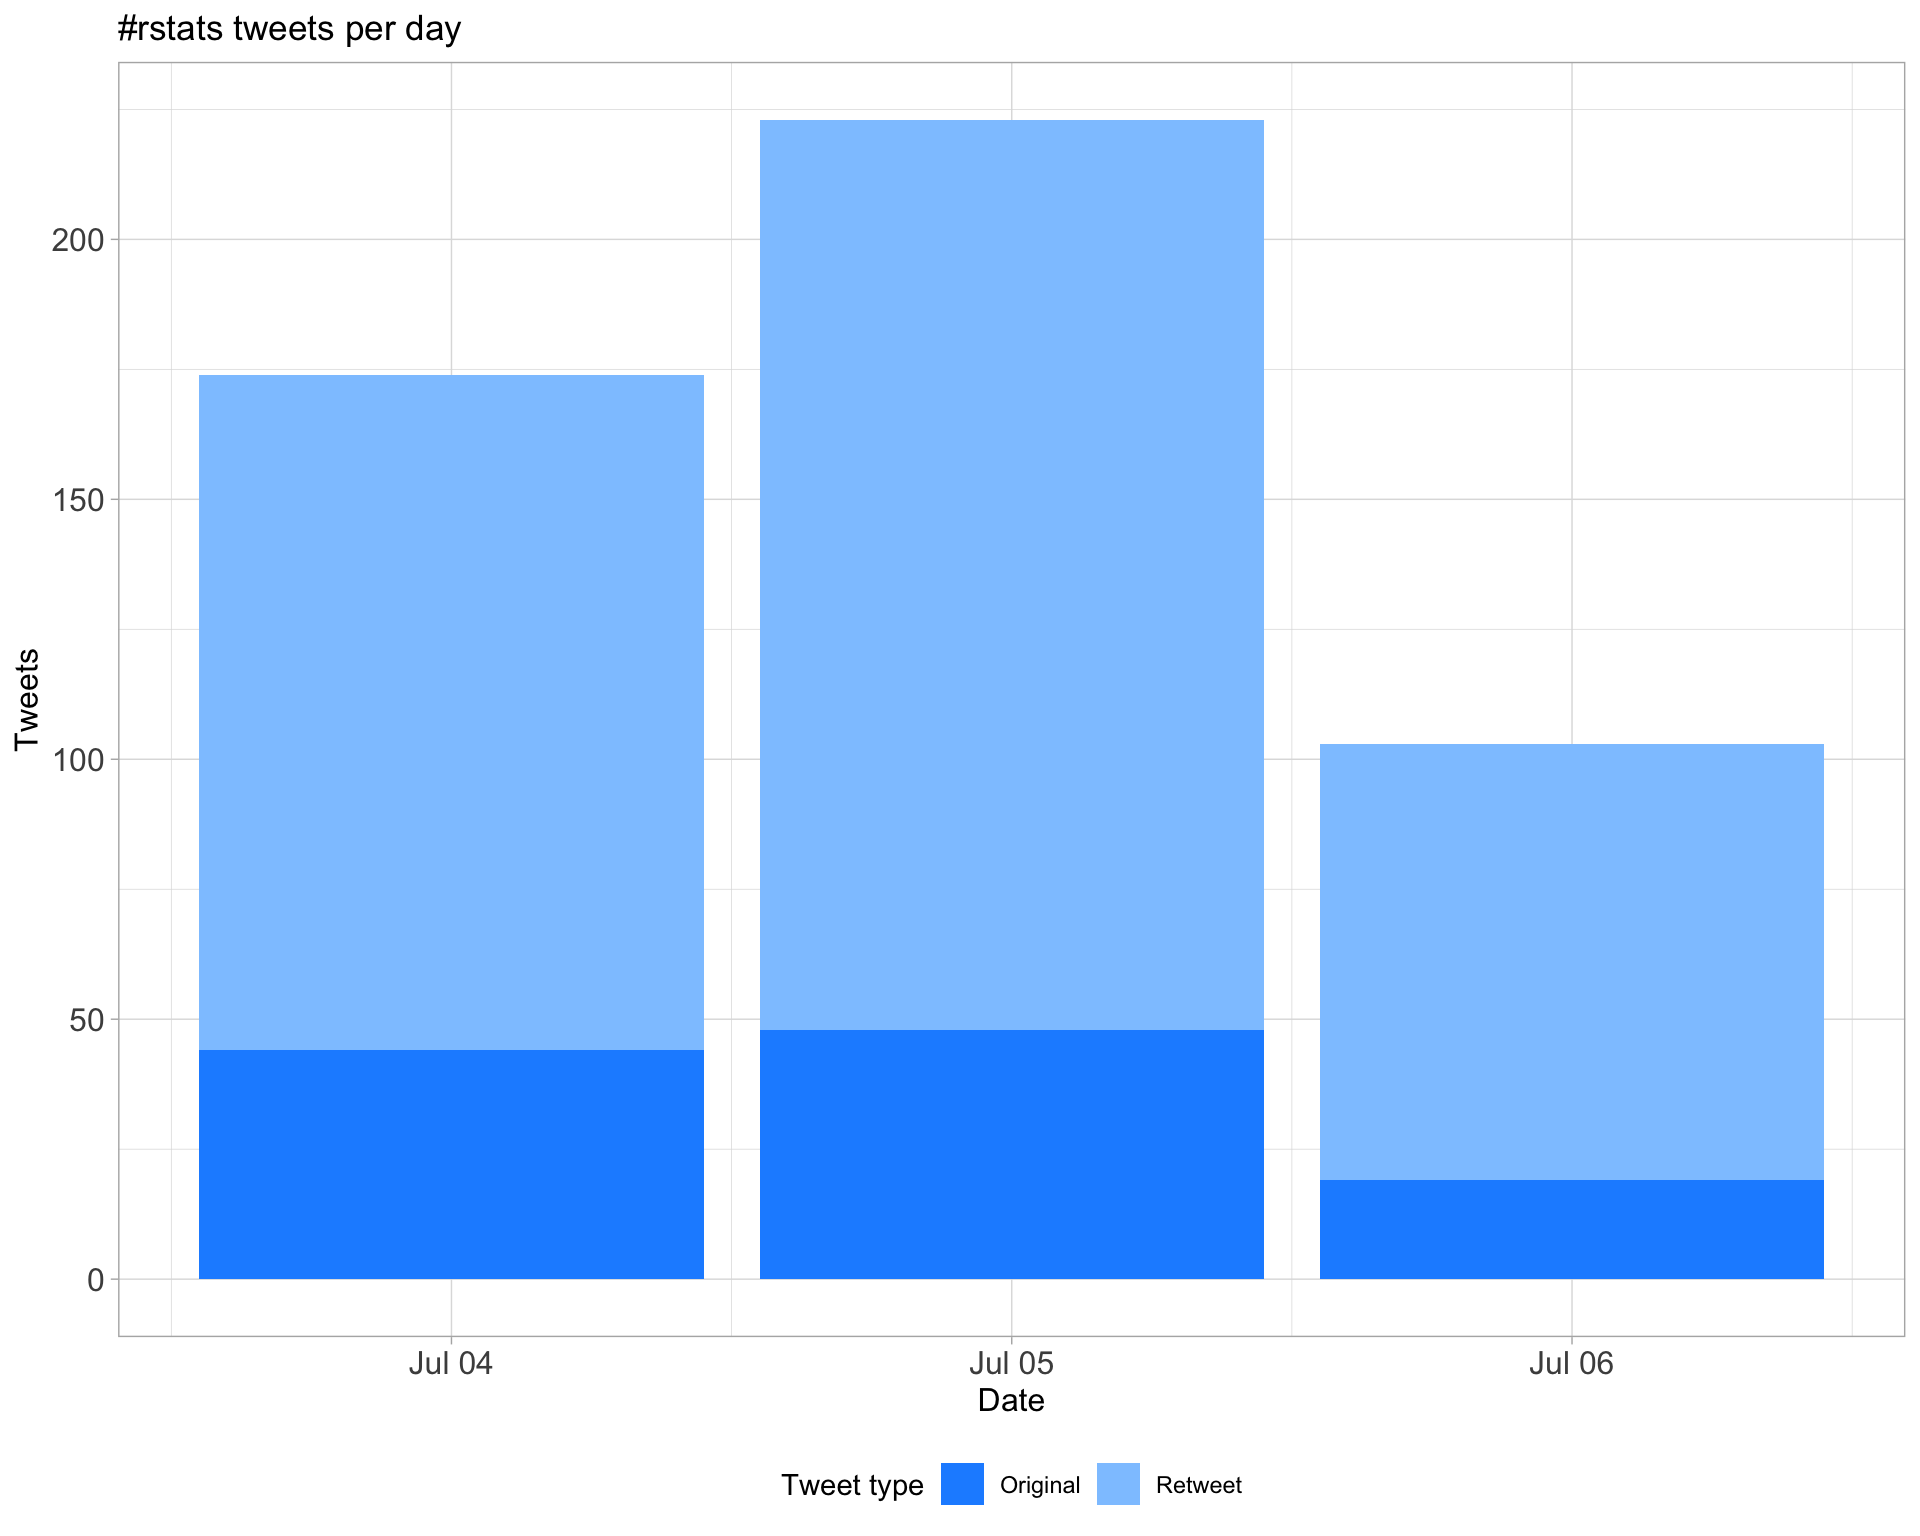 #rstats tweets per day
Tweets
200
150
100
50
0
Jul 04 Jul 05 Jul 06
Date
Tweet type Original Retweet